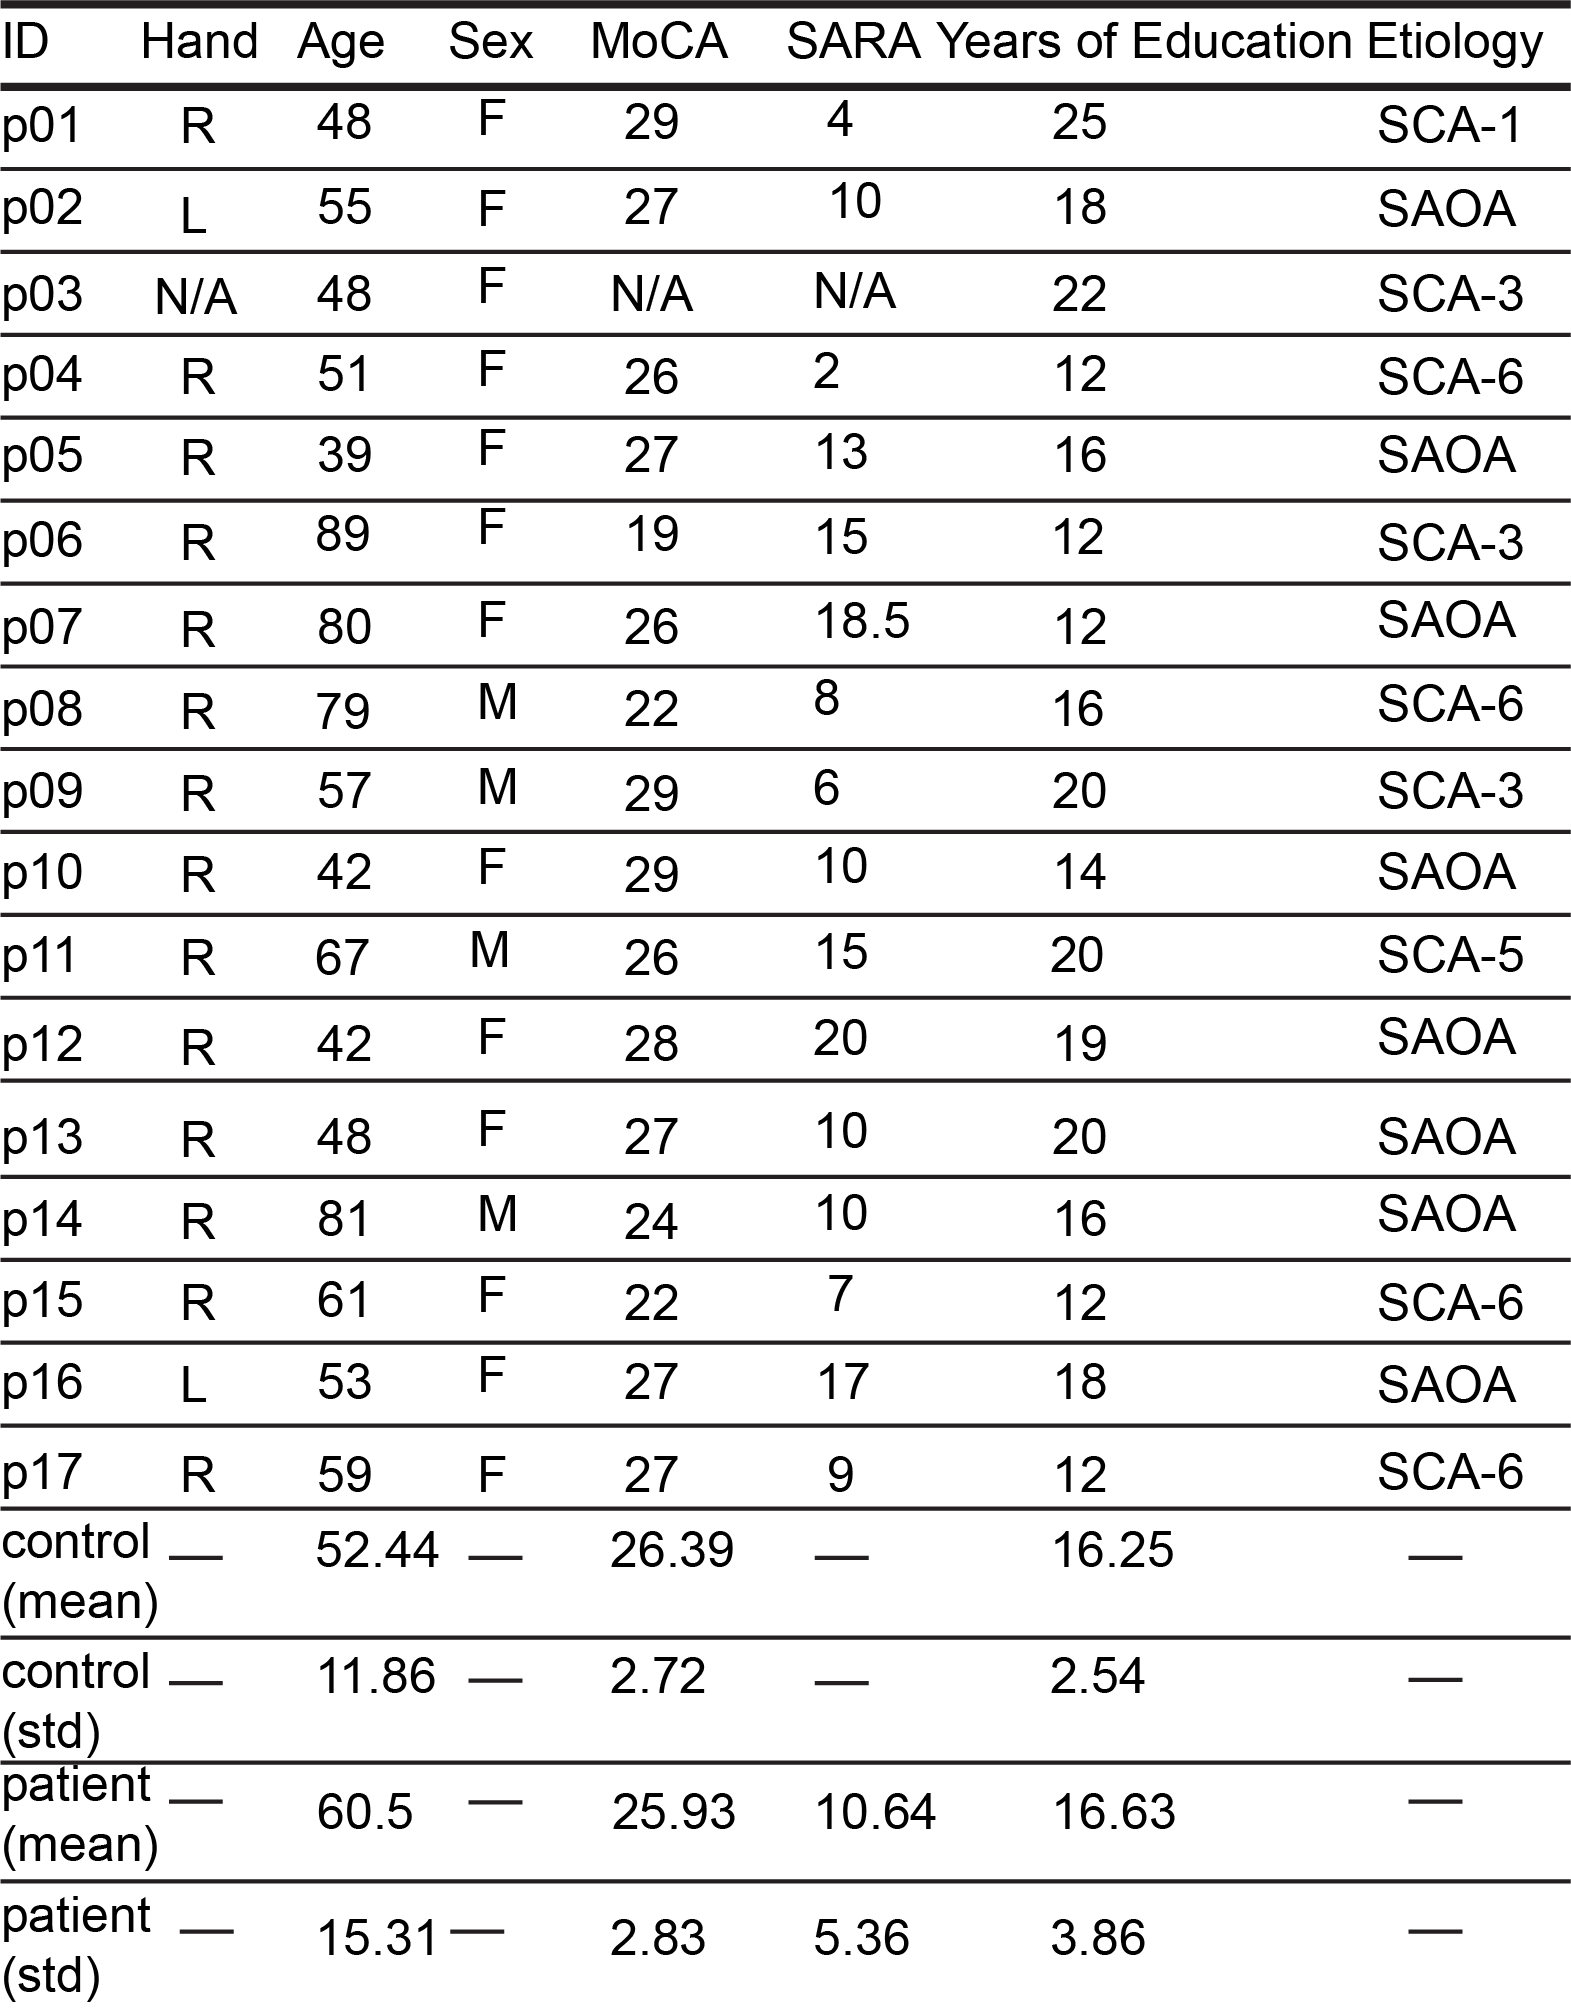 ID Hand Age Sex MoCA SARA Years of Education Etiology
p01 R 48 F 29 4 25 SCA-1
p02 L 55 F 27 10 18 SAOA
p03 N/A 48 F N/A N/A 22 SCA-3
p04 R 51 F 26 2 12 SCA-6
p05 R 39 F 27 13 16 SAOA
p06 R 89 F 19 15 12 SCA-3
p07 R 80 F 26 18.5 12 SAOA
p08 R 79 M 22 8 16 SCA-6
p09 R 57 M 29 6 20 SCA-3
p10 R 42 F 29 10 14 SAOA
p11 R 67 M 26 15 20 SCA-5
p12 R 42 F 28 20 19 SAOA
p13 R 48 F 27 10 20 SAOA
p14 R 81 M 24 10 16 SAOA
p15 R 61 F 22 7 12 SCA-6
p16 L 53 F 27 17 18 SAOA
p17 R 59 F 27 9 12 SCA-6
control — 52.44 — 26.39 — 16.25 —
(mean)
control — 11.86 — 2.72 — 2.54 —
(std)
patient — 60.5 — 25.93 10.64 16.63 —
(mean)
patient — 15.31 — 2.83 5.36 3.86 —
(std)